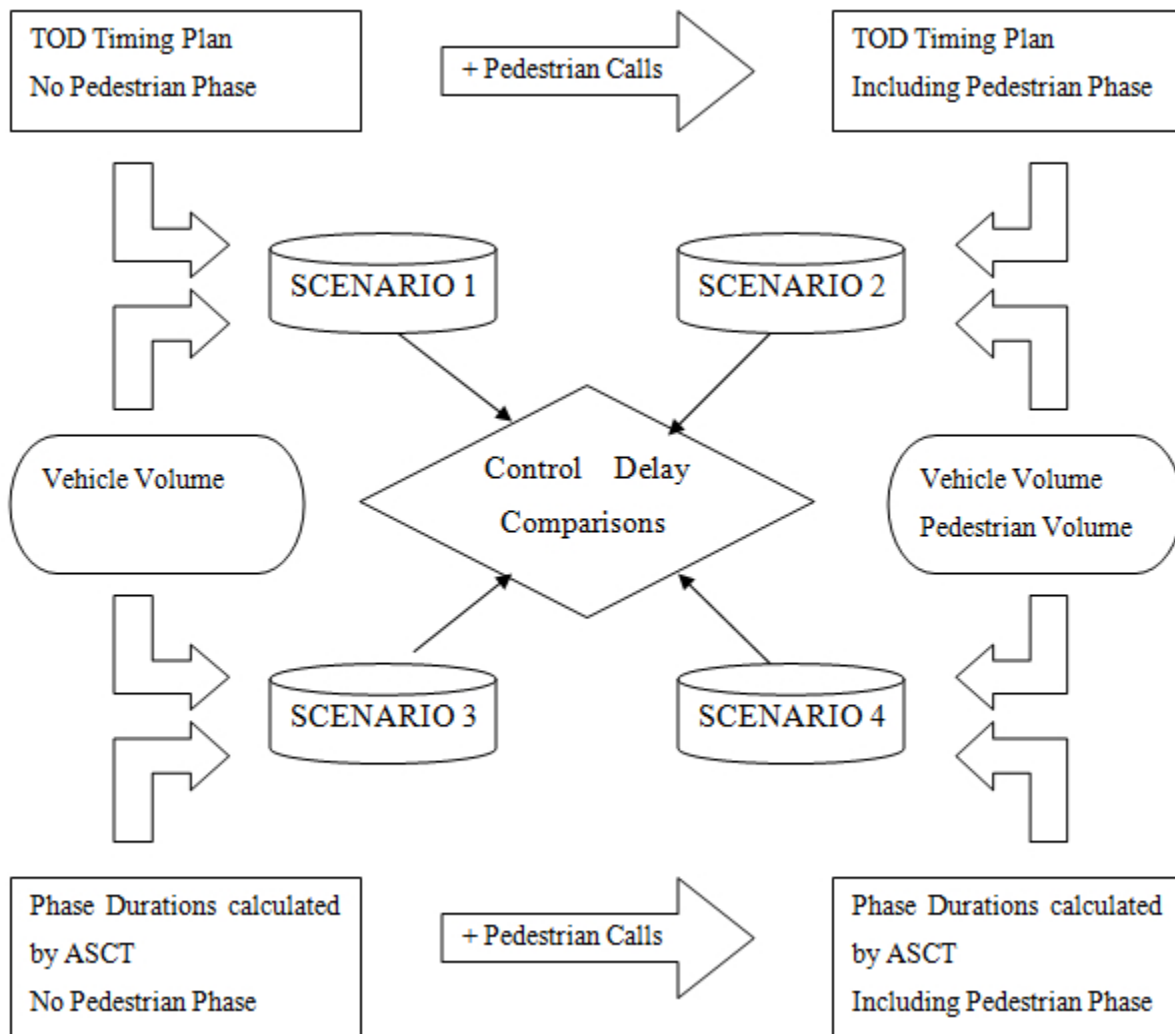 TOD Timing Plan
No Pedestrian Phase
+ Pedestrian Calls
TOD Timing Plan
Including Pedestrian Phase
SCENARIO 1
SCENARIO 2
Vehicle Volume
Control Delay
Comparisons
Vehicle Volume
Pedestrian Volume
SCENARIO 3
SCENARIO 4
Phase Durations calculated
by ASCT
No Pedestrian Phase
+ Pedestrian Calls
Phase Durations calculated
by ASCT
Including Pedestrian Phase